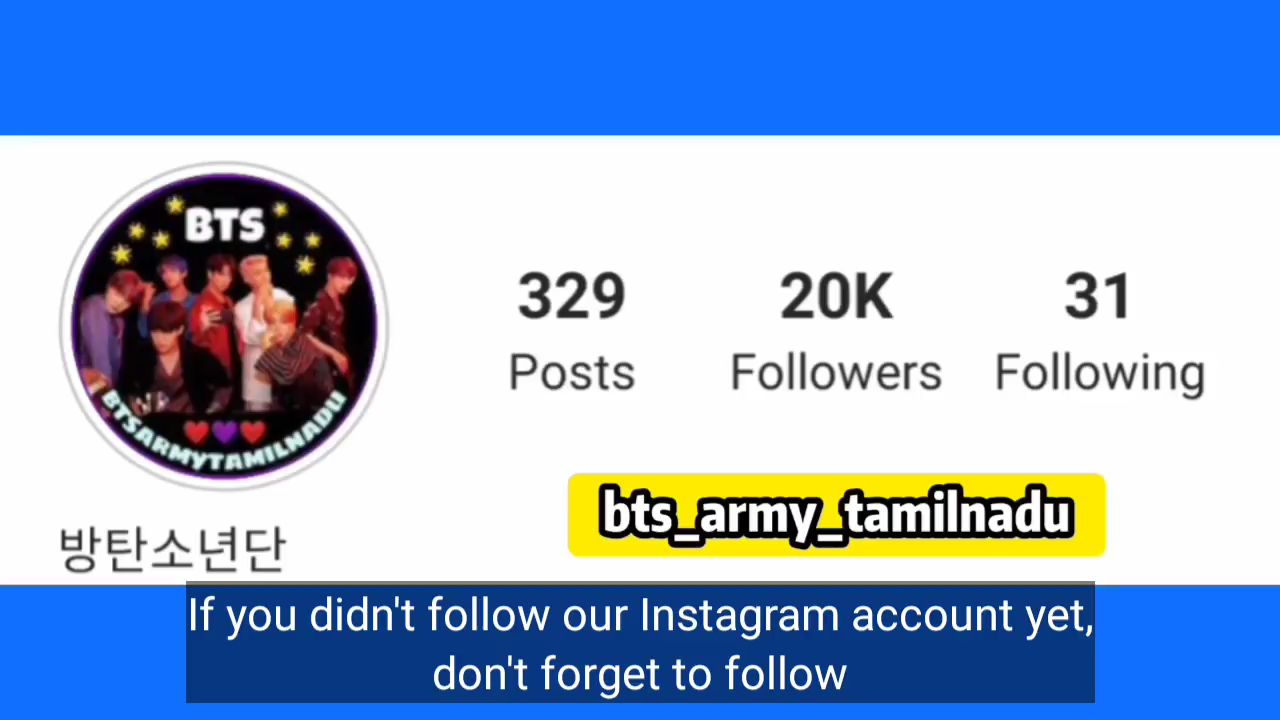 BTS
BTSARMYTAMILNADU
329
Posts
20K
Followers
31
Following
bts_army_tamilnadu
방탄소년단
If you didn't follow our Instagram account yet,
don't forget to follow